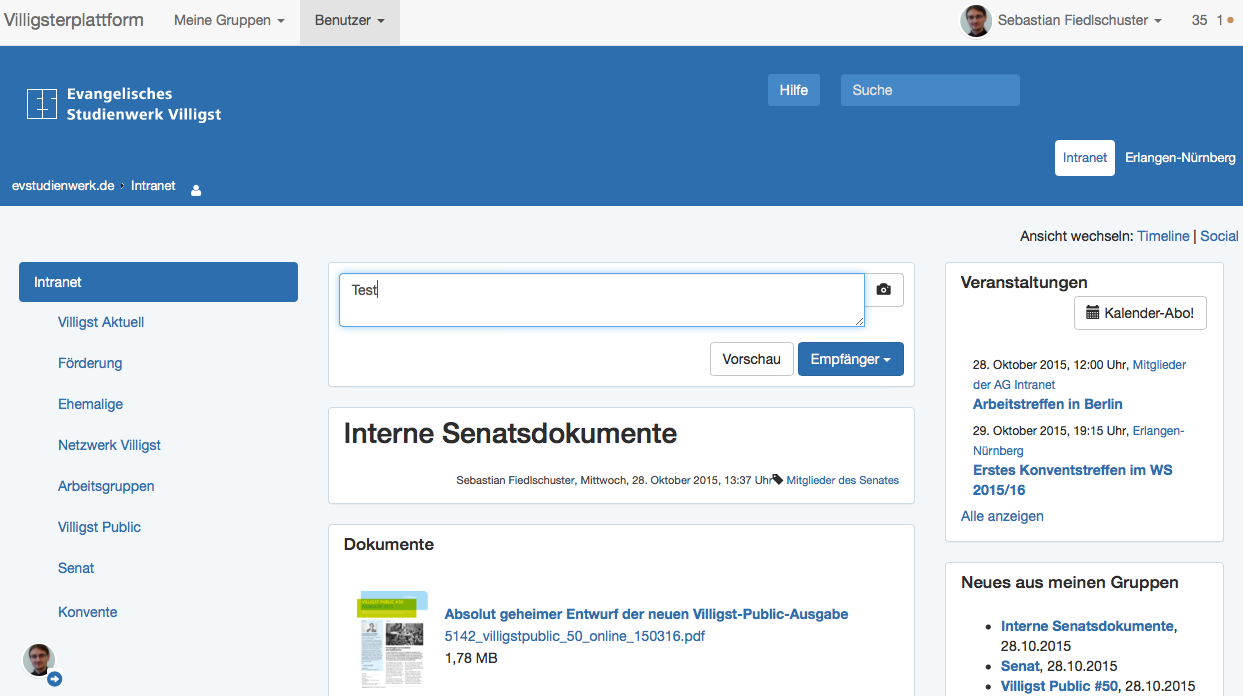 Villigsterplattform Meine Gruppen Benutzer Sebastian Fiedlschuster 35 1
Evangelisches
Studienwerk Villigst
Hilfe Suche
Intranet Erlangen-Nürnberg
evstudienwerk.de › Intranet
Ansicht wechseln: Timeline | Social
Intranet
Villigst Aktuell
Förderung
Ehemalige
Netzwerk Villigst
Arbeitsgruppen
Villigst Public
Senat
Konvente
Test
Vorschau Empfänger
Interne Senatsdokumente
Sebastian Fiedlschuster, Mittwoch, 28. Oktober 2015, 13:37 Uhr Mitglieder des Senates
Dokumente
Absolut geheimer Entwurf der neuen Villigst-Public-Ausgabe
5142_villigstpublic_50_online_150316.pdf
1,78 MB
Veranstaltungen
Kalender-Abo!
28. Oktober 2015, 12:00 Uhr, Mitglieder
der AG Intranet
Arbeitstreffen in Berlin
29. Oktober 2015, 19:15 Uhr, Erlangen-
Nürnberg
Erstes Konventstreffen im WS
2015/16
Alle anzeigen
Neues aus meinen Gruppen
Interne Senatsdokumente,
28.10.2015
Senat, 28.10.2015
Villigst Public #50, 28.10.2015